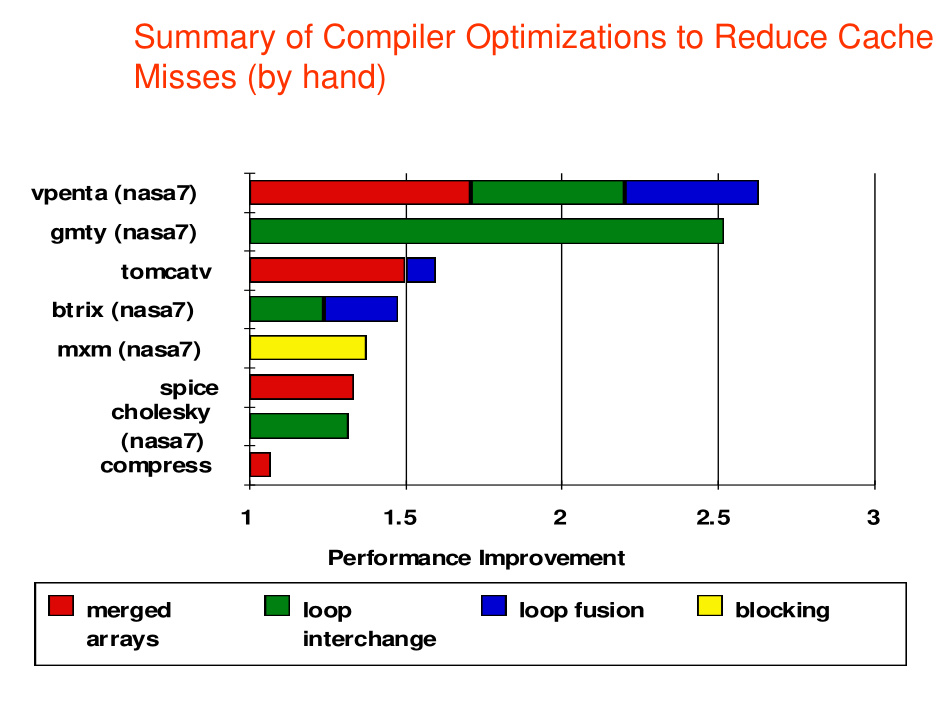 Summary of Compiler Optimizations to Reduce Cache
Misses (by hand)
vpenta (nasa7)
gmty (nasa7)
tomcatv
btrix (nasa7)
mxm (nasa7)
spice
cholesky
(nasa7)
compress
1 1.5 2 2.5 3
Performance Improvement
merged
arrays
loop
interchange
loop fusion
blocking